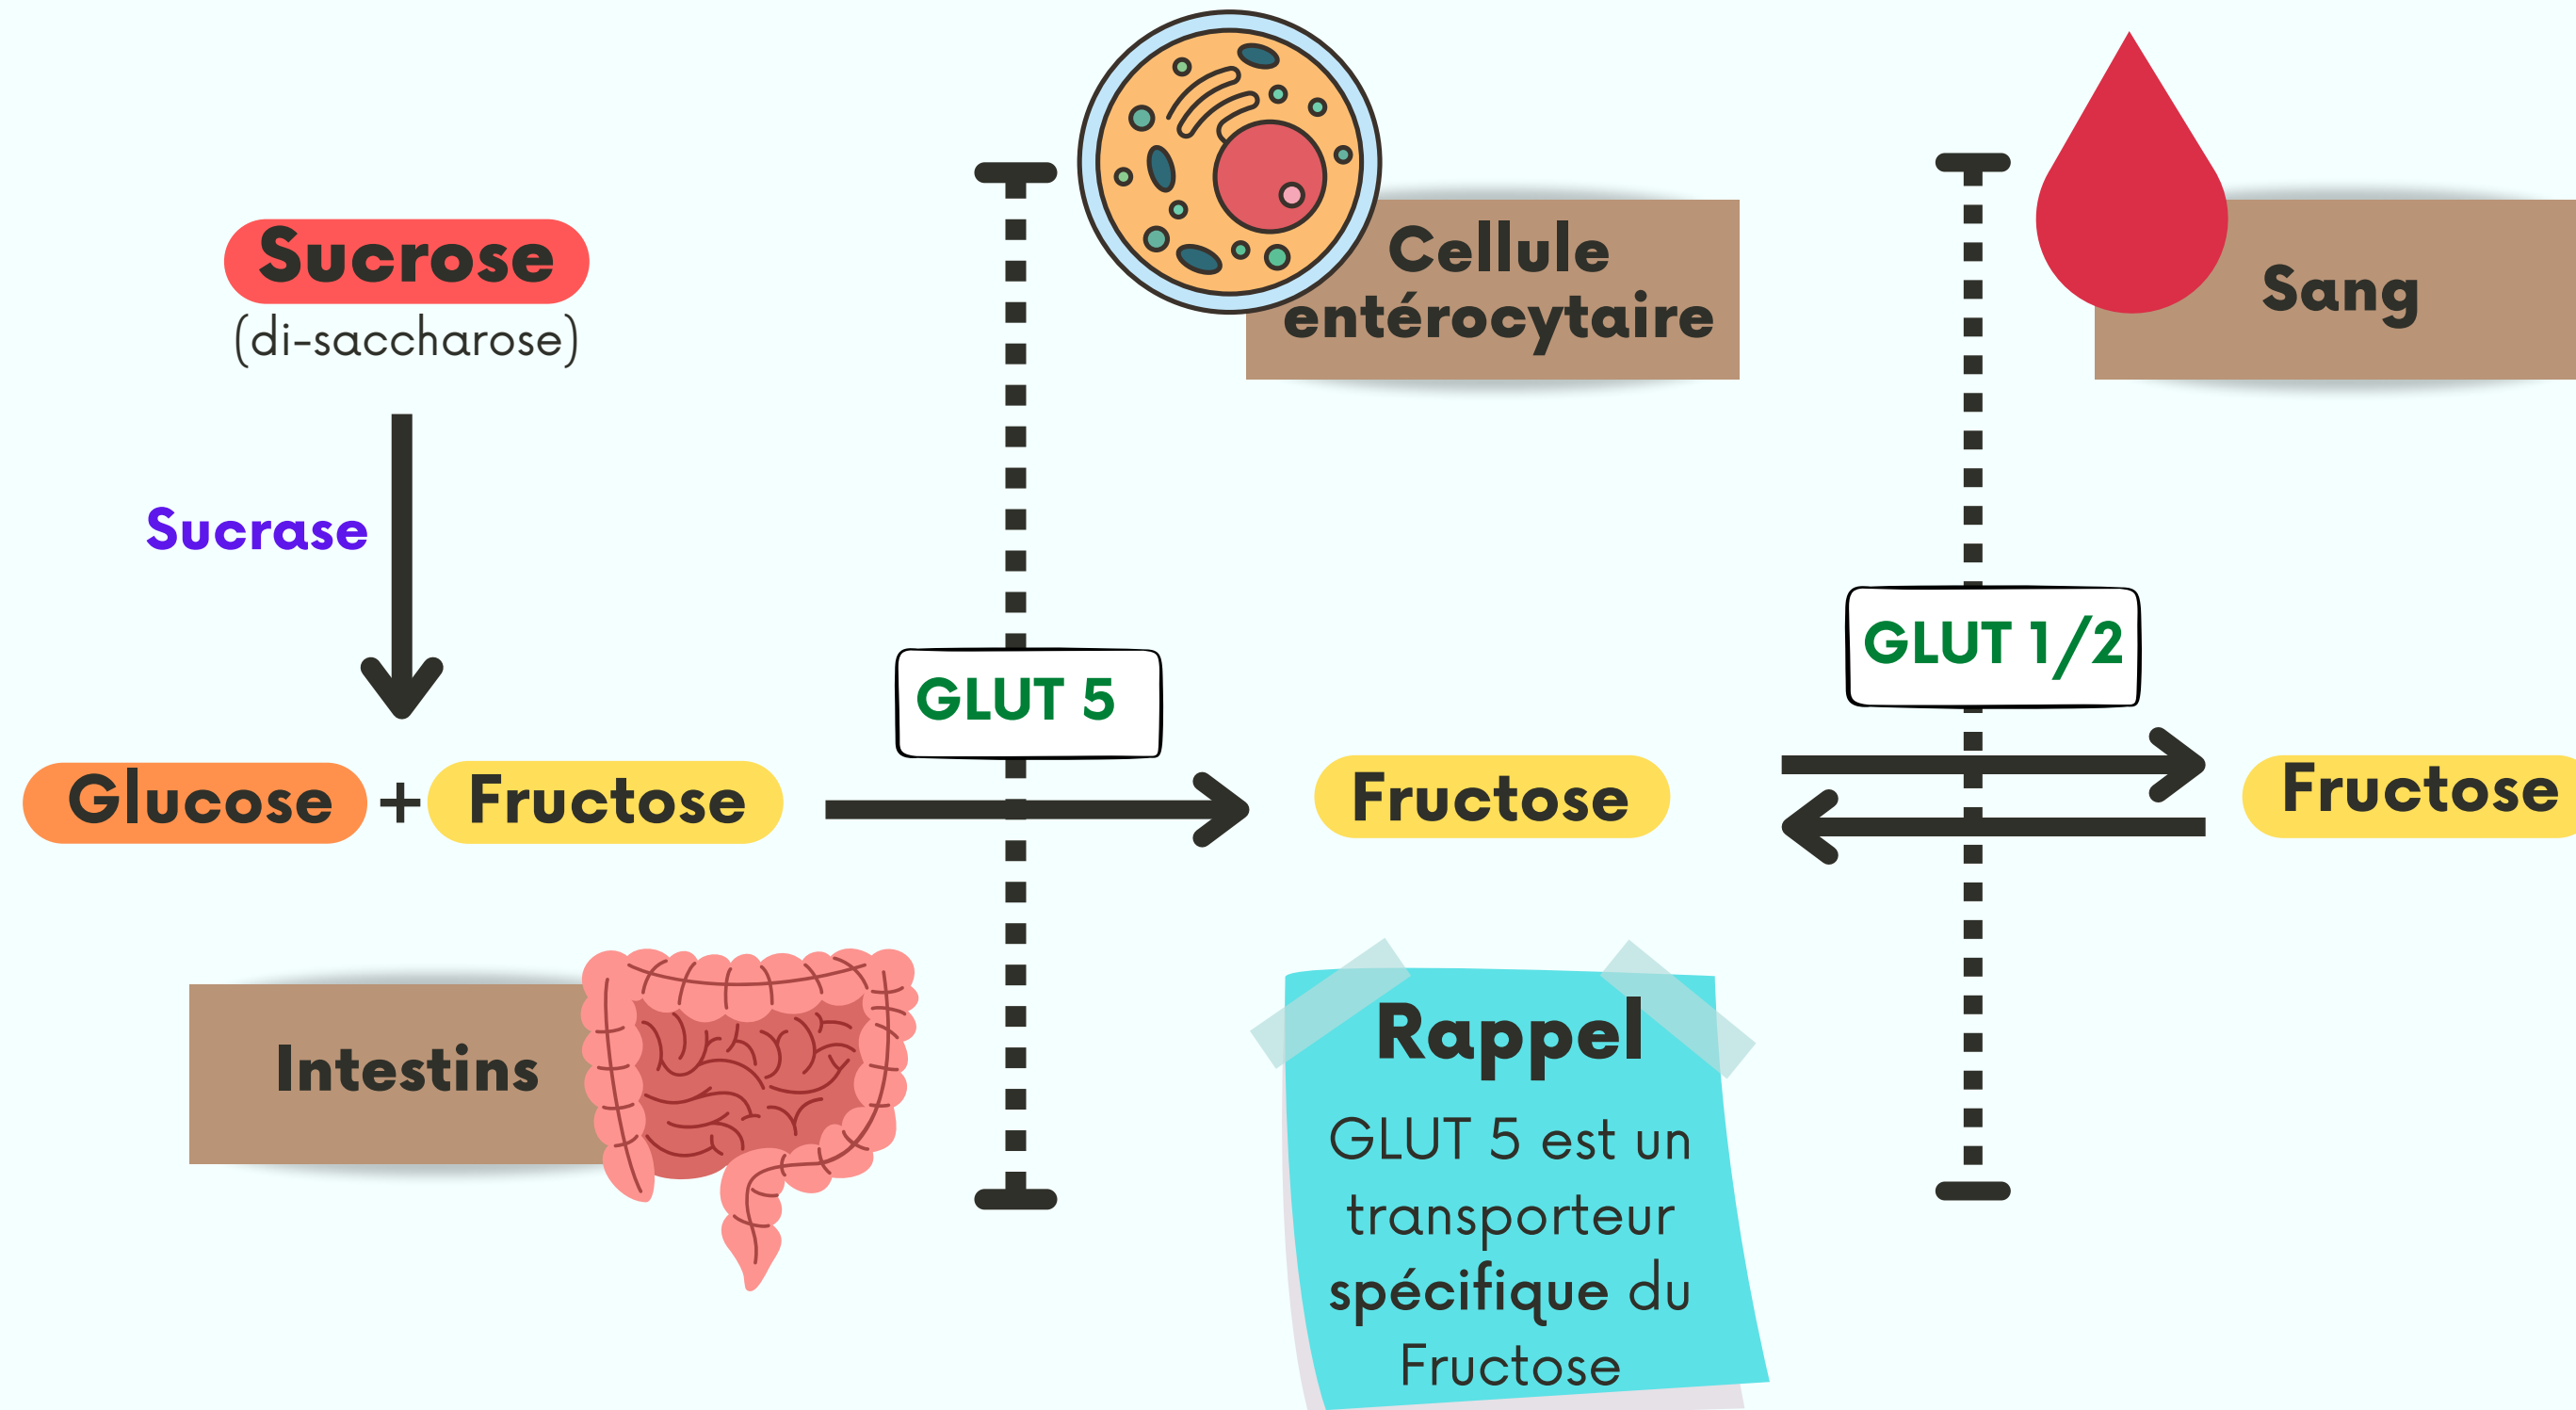 Sucrose
(di-saccharose)
Sucrase
Glucose + Fructose
Intestins
GLUT 5
Cellule
entérocytaire
Fructose
Rappel
GLUT 5 est un
transporteur
spécifique du
Fructose
GLUT 1/2
Sang
Fructose